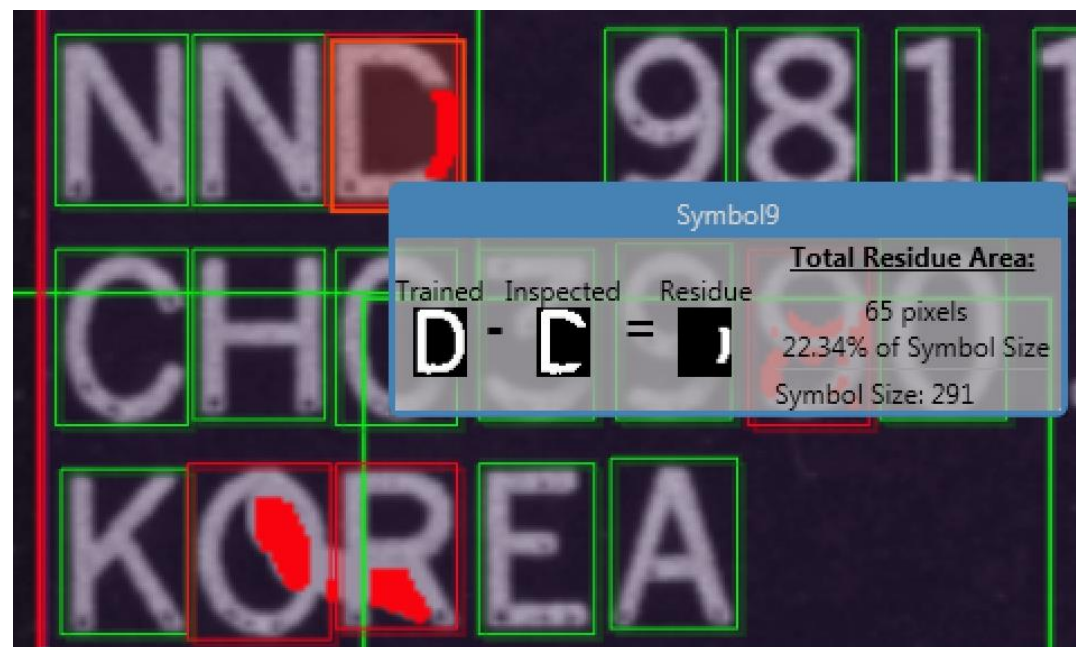 NND 9811
Symbol9
Total Residue Area:
Trained Inspected Residue
65 pixels
D - =
22.34% of Symbol Size
Symbol Size: 291
KOREA